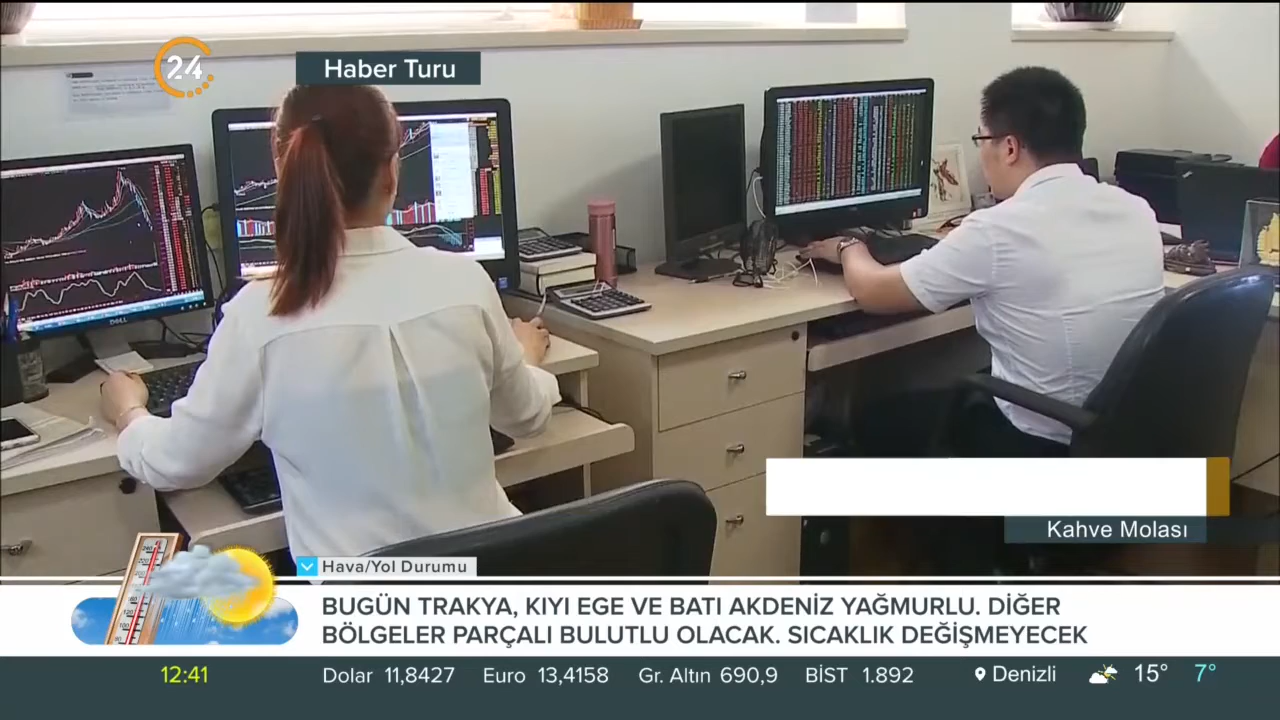 24
Haber Turu
DELL
Kahve Molası
Hava/Yol Durumu
BUGÜN TRAKYA, KIYI EGE VE BATI AKDENİZ YAĞMURLU. DİĞER
BÖLGELER PARÇALI BULUTLU OLACAK. SICAKLIK DEĞİŞMEYECEK
12:41 Dolar 11,8427 Euro 13,4158 Gr. Altın 690,9 BİST 1.892 Denizli 15° 7°